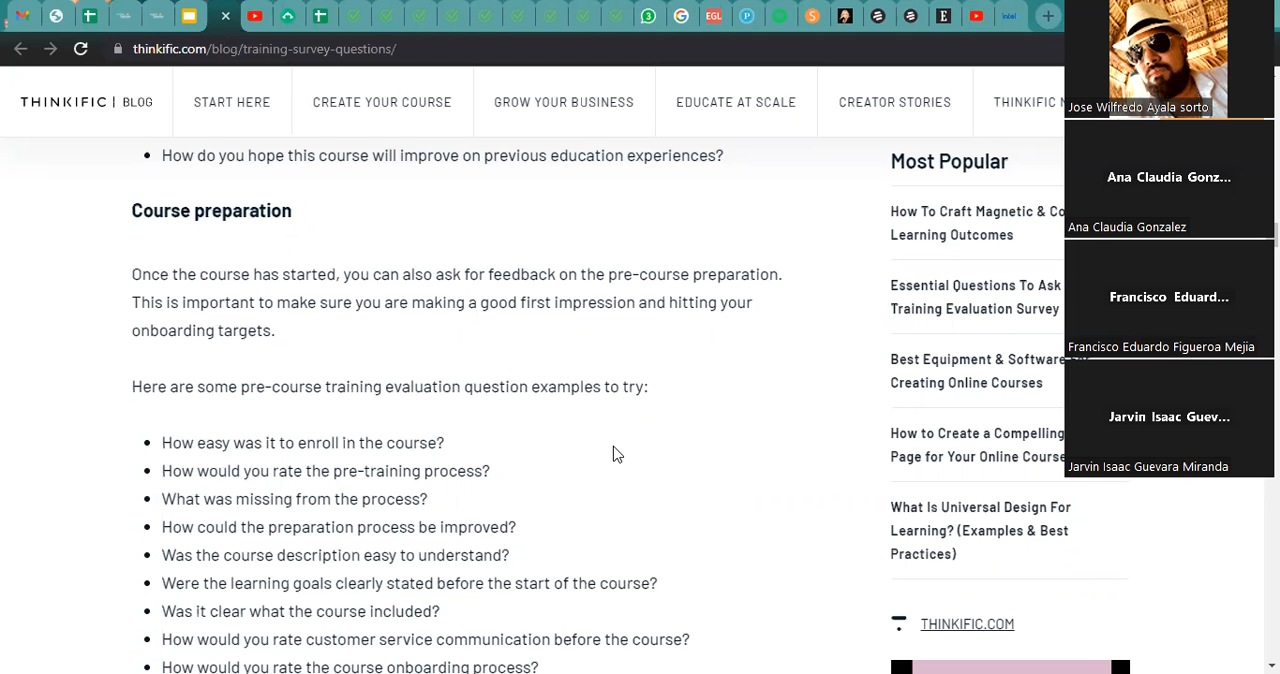 thinkific.com/blog/training-survey-questions/
THINKIFIC | BLOG
START HERE
CREATE YOUR COURSE
GROW YOUR BUSINESS
EDUCATE AT SCALE
CREATOR STORIES
THINKIFIC
How do you hope this course will improve on previous education experiences?
Course preparation
Once the course has started, you can also ask for feedback on the pre-course preparation.
This is important to make sure you are making a good first impression and hitting your
onboarding targets.
Here are some pre-course training evaluation question examples to try:
How easy was it to enroll in the course?
How would you rate the pre-training process?
What was missing from the process?
How could the preparation process be improved?
Was the course description easy to understand?
Were the learning goals clearly stated before the start of the course?
Was it clear what the course included?
How would you rate customer service communication before the course?
How would you rate the course onboarding process?
Most Popular
How To Craft Magnetic & Co
Learning Outcomes
Essential Questions To Ask
Training Evaluation Survey
Best Equipment & Software
Creating Online Courses
How to Create a Compelling
Page for Your Online Course
What Is Universal Design For
Learning? (Examples & Best
Practices)
THINKIFIC.COM
Jose Wilfredo Ayala sorto
Ana Claudia Gonz...
Ana Claudia Gonzalez
Francisco Eduard...
Francisco Eduardo Figueroa Mejia
Jarvin Isaac Guev...
Jarvin Isaac Guevara Miranda
3
EGL